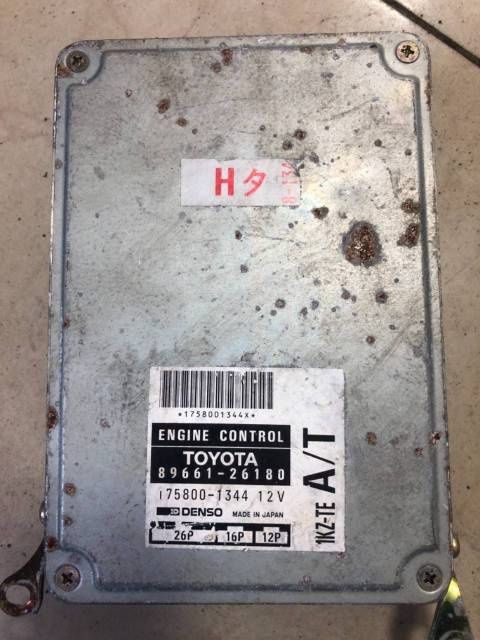 Hタ
*1758001344X*
ENGINE CONTROL
TOYOTA
89661-26180
175800-1344 12V
DENSO MADE IN JAPAN
26P 16P 12P
1KZ-TE A/T